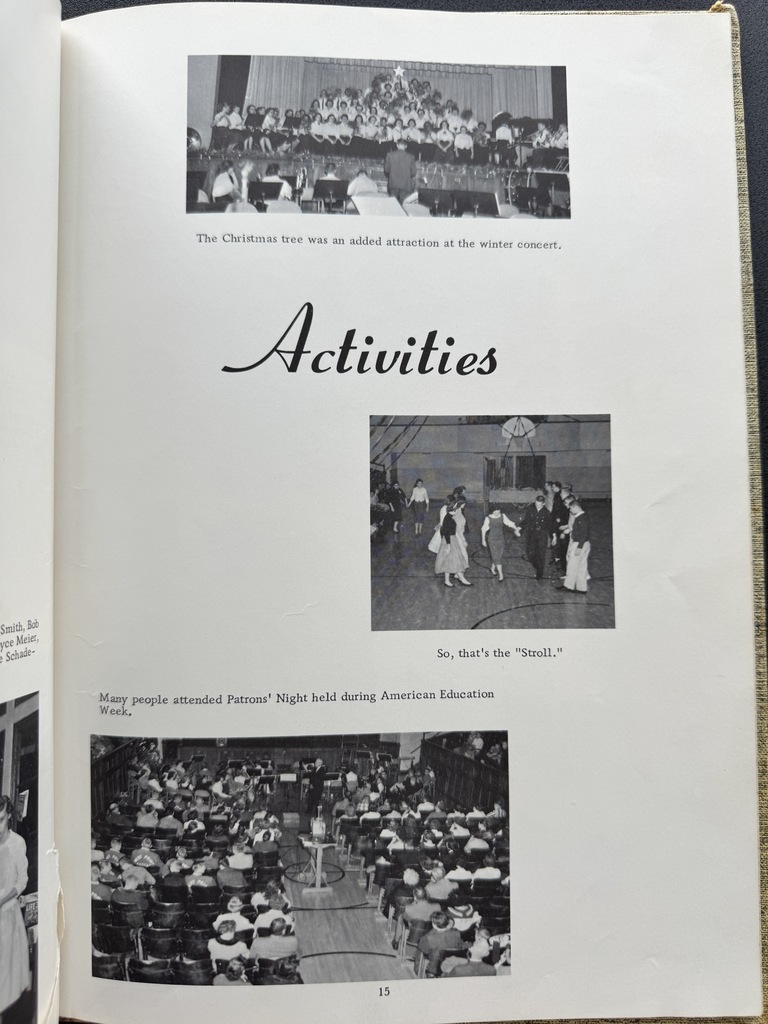 The Christmas tree was an added attraction at the winter concert.
Activities
So, that's the "Stroll."
Smith, Bob
yce Meier,
e Schade-
Many people attended Patrons' Night held during American Education
Week.
15